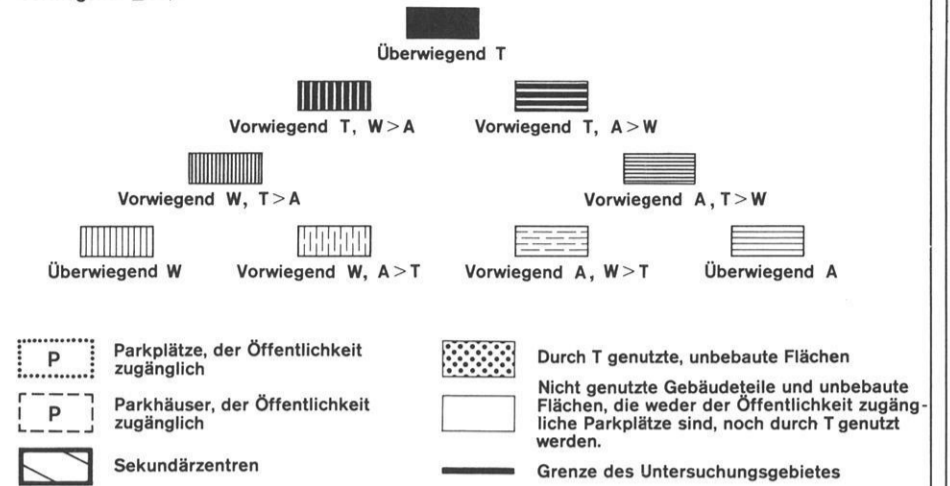 Überwiegend T
Vorwiegend T, W>A
Vorwiegend T, A>W
Vorwiegend W, T>A
Vorwiegend A, T>W
Überwiegend W
Vorwiegend W, A>T
Vorwiegend A, W>T
Überwiegend A
P
Parkplätze, der Öffentlichkeit
zugänglich
P
Parkhäuser, der Öffentlichkeit
zugänglich
Sekundärzentren
Durch T genutzte, unbebaute Flächen
Nicht genutzte Gebäudeteile und unbebaute
Flächen, die weder der Öffentlichkeit zugäng-
liche Parkplätze sind, noch durch T genutzt
werden.
Grenze des Untersuchungsgebietes